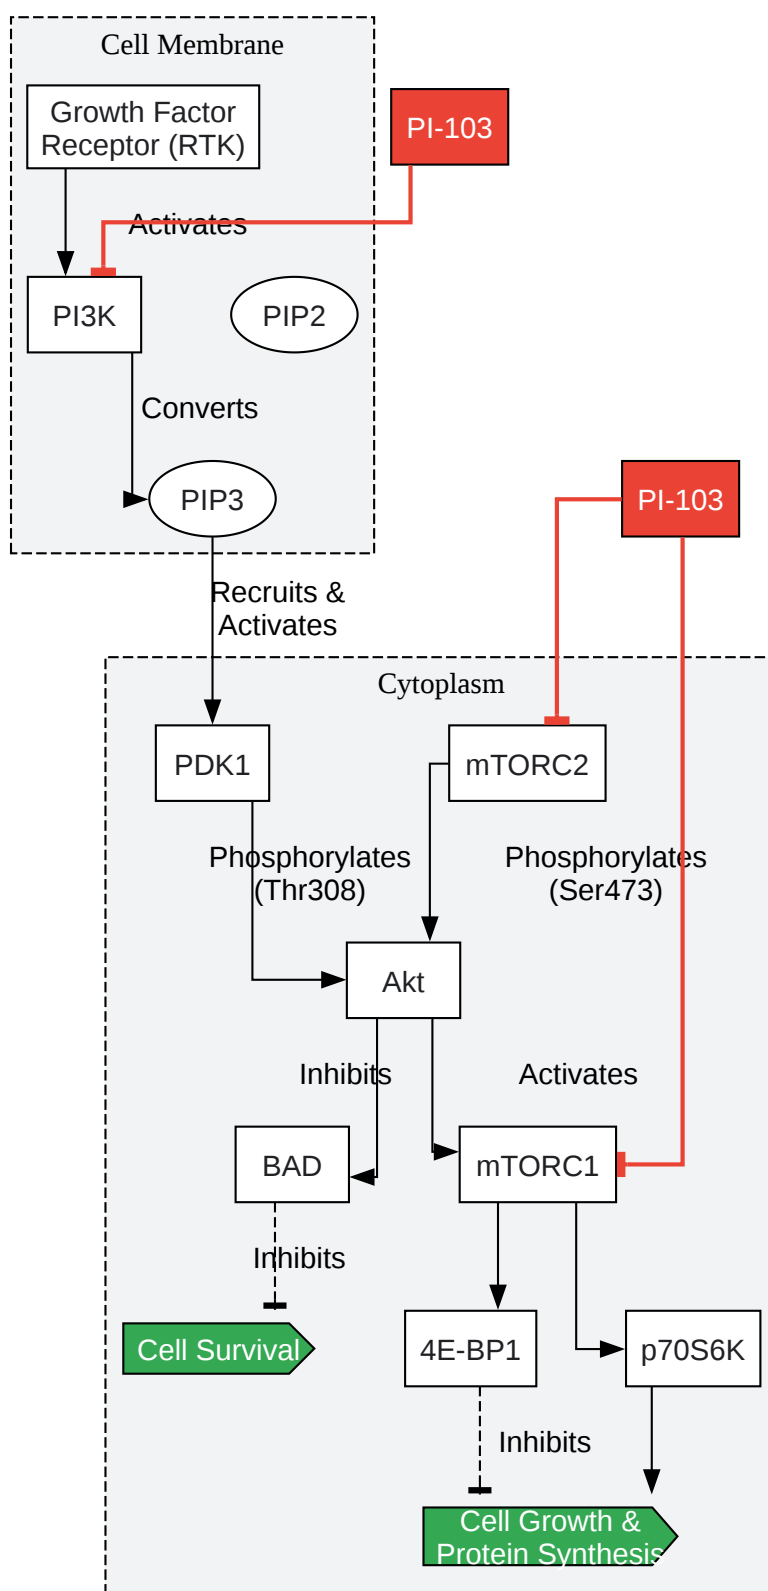 Cell Membrane
Growth Factor
Receptor (RTK)
PI-103
Activates
PI3K
PIP2
Converts
PIP3
PI-103
Recruits &
Activates
Cytoplasm
PDK1
mTORC2
Phosphorylates
(Thr308)
Phosphorylates
(Ser473)
Akt
Inhibits
Activates
BAD
mTORC1
Inhibits
Cell Survival
4E-BP1
p70S6K
Inhibits
Cell Growth &
Protein Synthesis